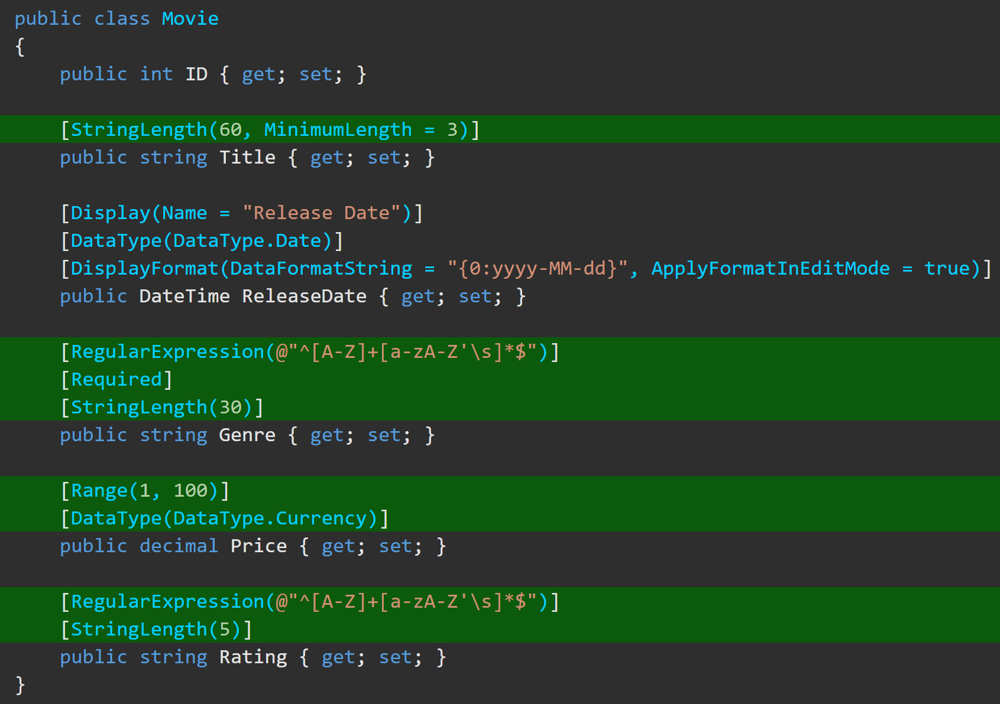 public class Movie
{
    public int ID { get; set; }

    [StringLength(60, MinimumLength = 3)]
    public string Title { get; set; }

    [Display(Name = "Release Date")]
    [DataType(DataType.Date)]
    [DisplayFormat(DataFormatString = "{0:yyyy-MM-dd}", ApplyFormatInEditMode = true)]
    public DateTime ReleaseDate { get; set; }

    [RegularExpression(@"^[A-Z]+[a-zA-Z'\s]*$")]
    [Required]
    [StringLength(30)]
    public string Genre { get; set; }

    [Range(1, 100)]
    [DataType(DataType.Currency)]
    public decimal Price { get; set; }

    [RegularExpression(@"^[A-Z]+[a-zA-Z'\s]*$")]
    [StringLength(5)]
    public string Rating { get; set; }
}